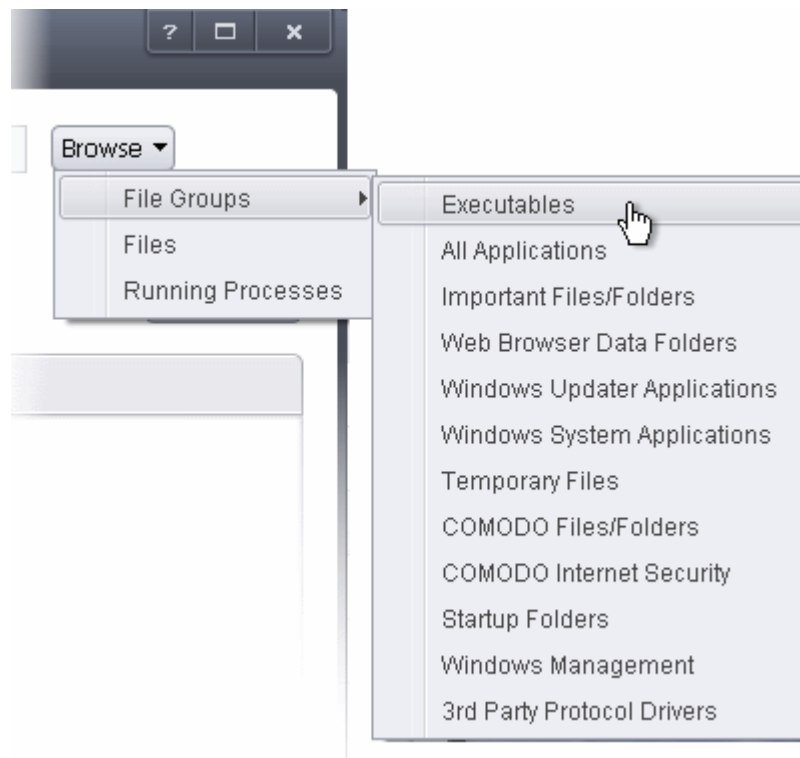 ?
Browse
File Groups
Files
Running Processes
Executables
All Applications
Important Files/Folders
Web Browser Data Folders
Windows Updater Applications
Windows System Applications
Temporary Files
COMODO Files/Folders
COMODO Internet Security
Startup Folders
Windows Management
3rd Party Protocol Drivers